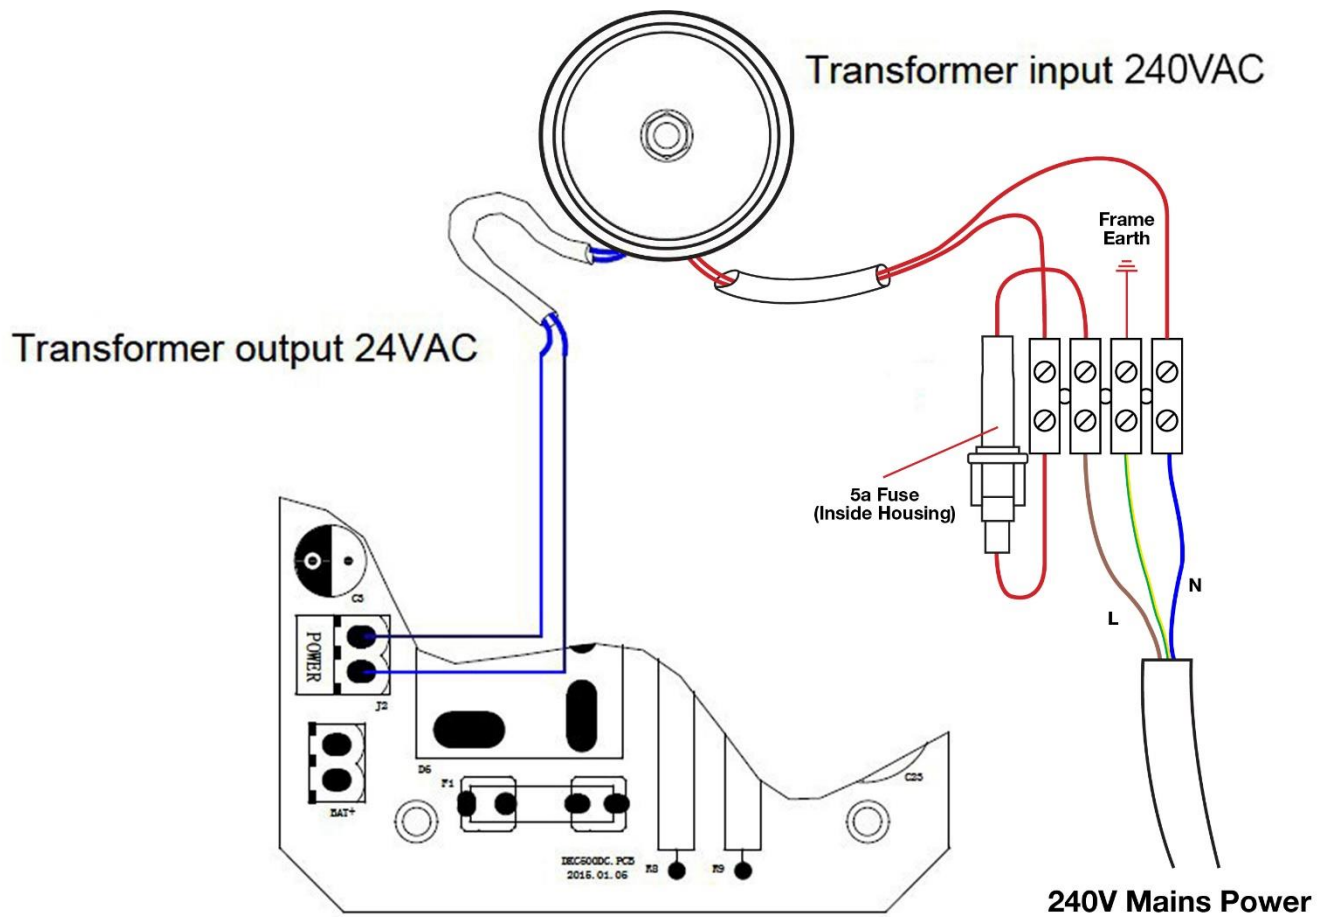 Transformer input 240VAC
Frame
Earth
Transformer output 24VAC
5a Fuse
(Inside Housing)
C3
N
L
POWER
J2
D6
F1
C25
BAT+
DKC500DC.PCB
2015.01.05
R8
R9
240V Mains Power